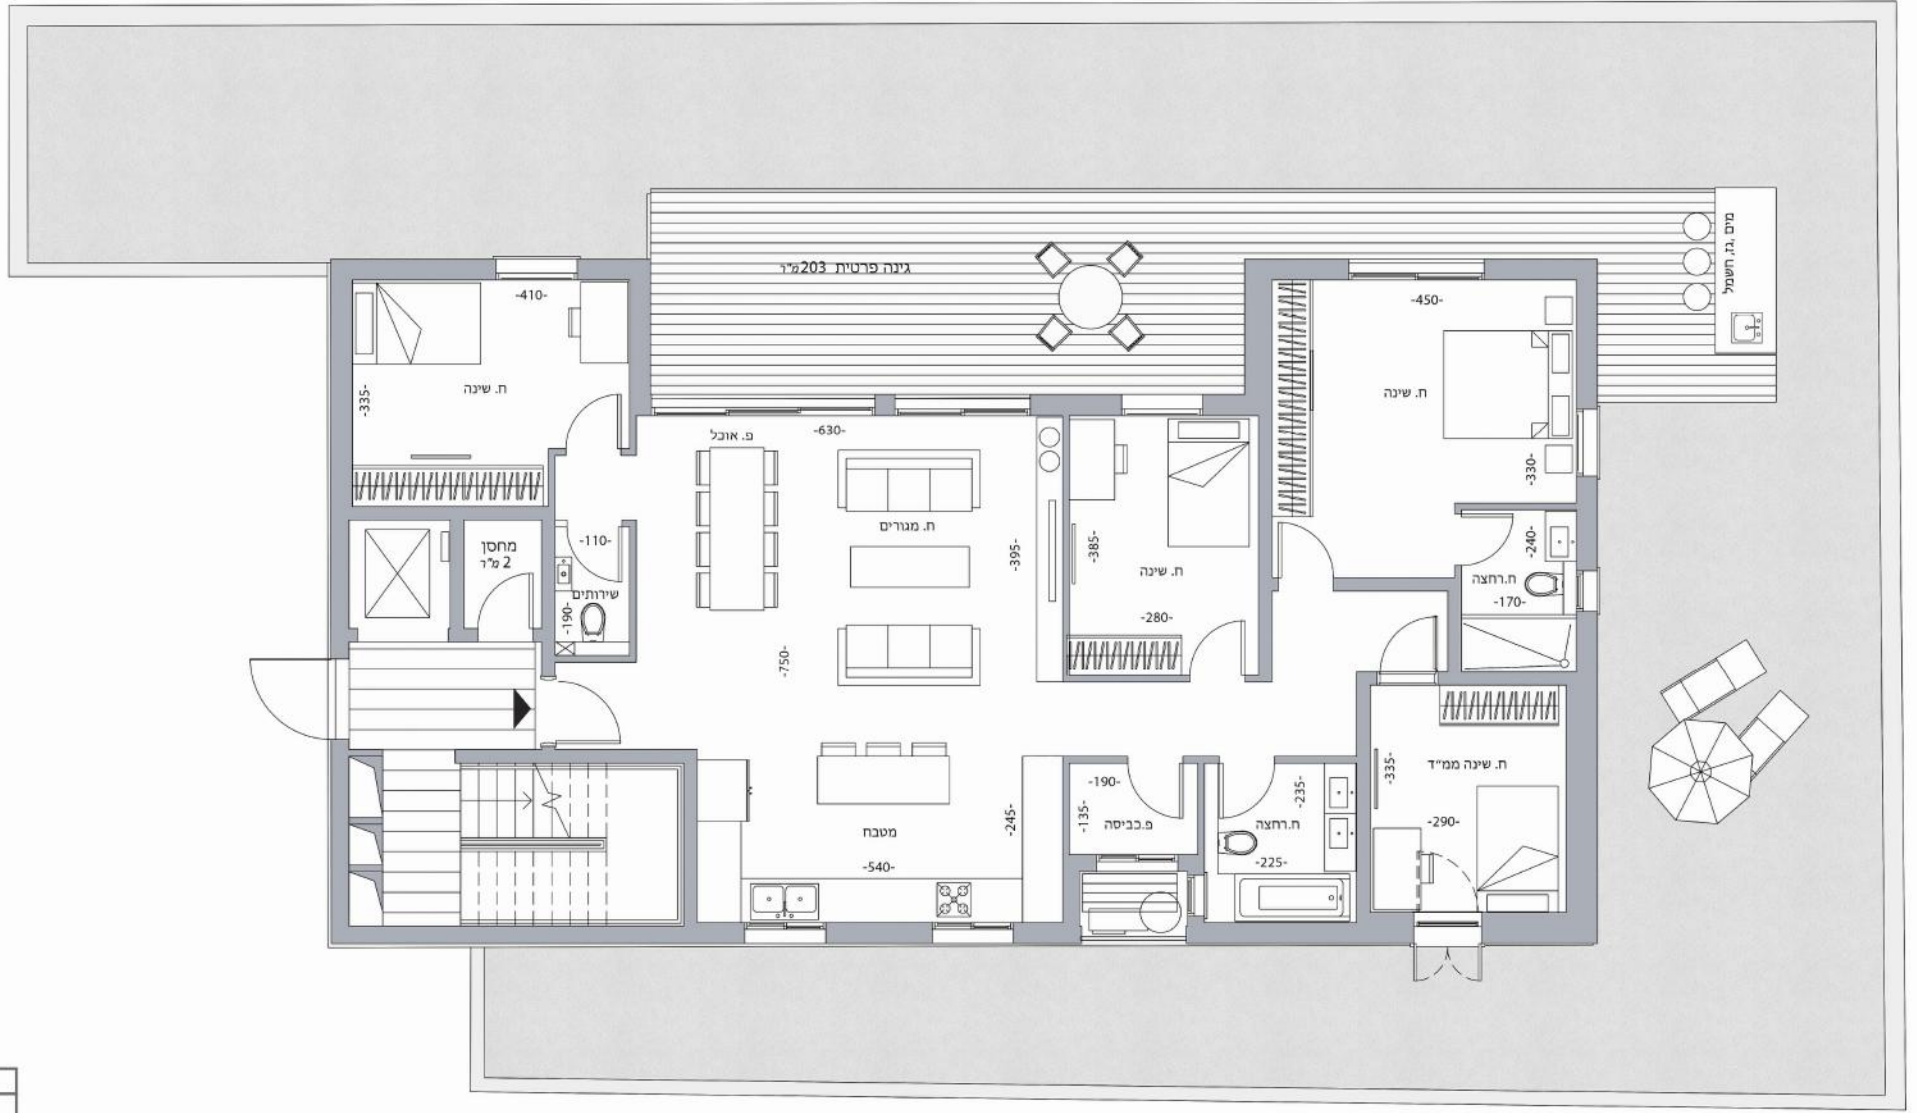 גינה פרטית 203 מ"ר
מים, גז, חשמל
-410-
ח. שינה
-335-
-450-
ח. שינה
-330-
פ. אוכל
-630-
ח. מגורים
-395-
-750-
-385-
ח. שינה
-280-
-110-
שירותים
-190-
מחסן
2 מ"ר
-240-
ח.רחצה
-170-
ח. שינה ממ"ד
-335-
-290-
-190-
-135-
פ.כביסה
-235-
ח.רחצה
-225-
מטבח
-245-
-540-